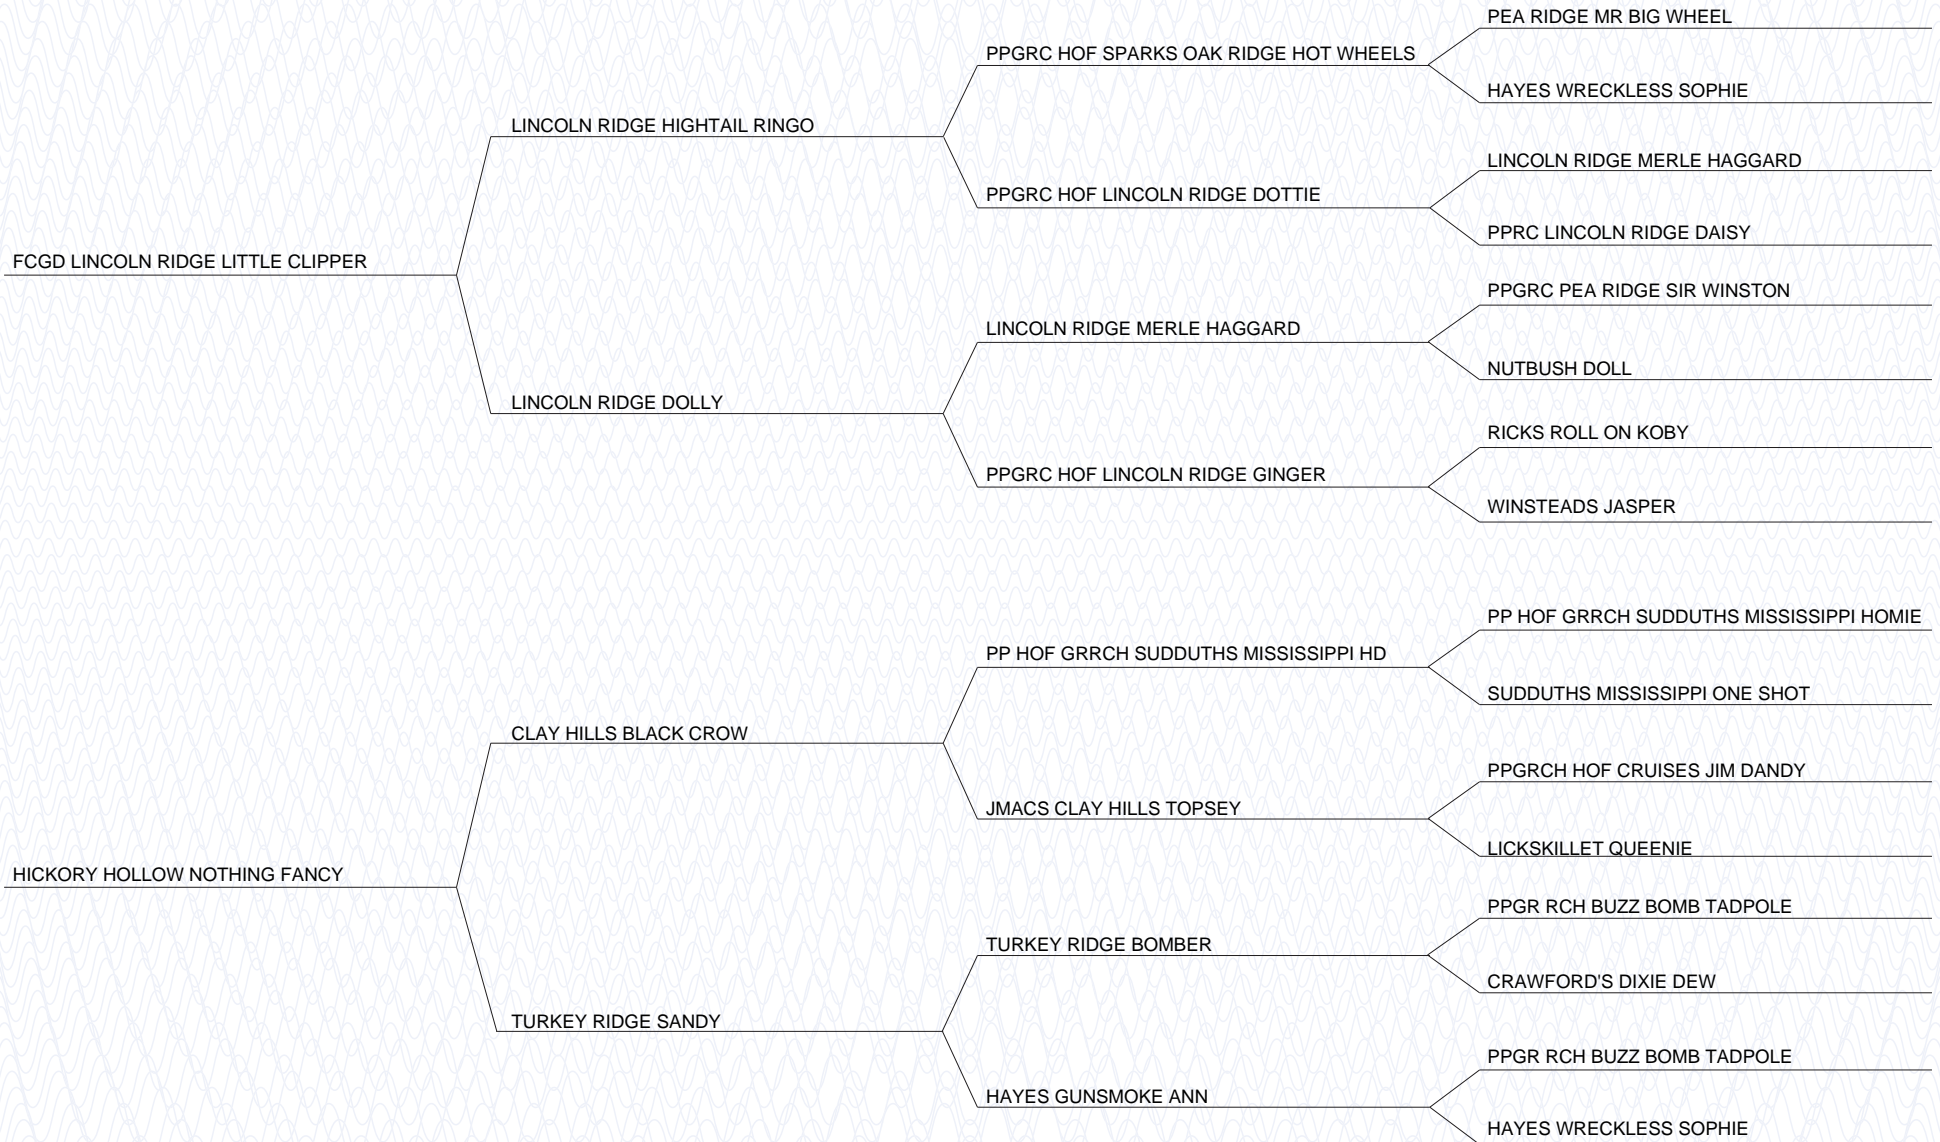 PEA RIDGE MR BIG WHEEL
PPGRC HOF SPARKS OAK RIDGE HOT WHEELS
HAYES WRECKLESS SOPHIE
LINCOLN RIDGE HIGHTAIL RINGO
LINCOLN RIDGE MERLE HAGGARD
PPGRC HOF LINCOLN RIDGE DOTTIE
PPRC LINCOLN RIDGE DAISY
FCGD LINCOLN RIDGE LITTLE CLIPPER
PPGRC PEA RIDGE SIR WINSTON
LINCOLN RIDGE MERLE HAGGARD
NUTBUSH DOLL
LINCOLN RIDGE DOLLY
RICKS ROLL ON KOBY
PPGRC HOF LINCOLN RIDGE GINGER
WINSTEADS JASPER
PP HOF GRRCH SUDDUTHS MISSISSIPPI HOMIE
PP HOF GRRCH SUDDUTHS MISSISSIPPI HD
SUDDUTHS MISSISSIPPI ONE SHOT
CLAY HILLS BLACK CROW
PPGRCH HOF CRUISES JIM DANDY
JMACS CLAY HILLS TOPSEY
LICKSKILLET QUEENIE
HICKORY HOLLOW NOTHING FANCY
PPGR RCH BUZZ BOMB TADPOLE
TURKEY RIDGE BOMBER
CRAWFORD'S DIXIE DEW
TURKEY RIDGE SANDY
PPGR RCH BUZZ BOMB TADPOLE
HAYES GUNSMOKE ANN
HAYES WRECKLESS SOPHIE